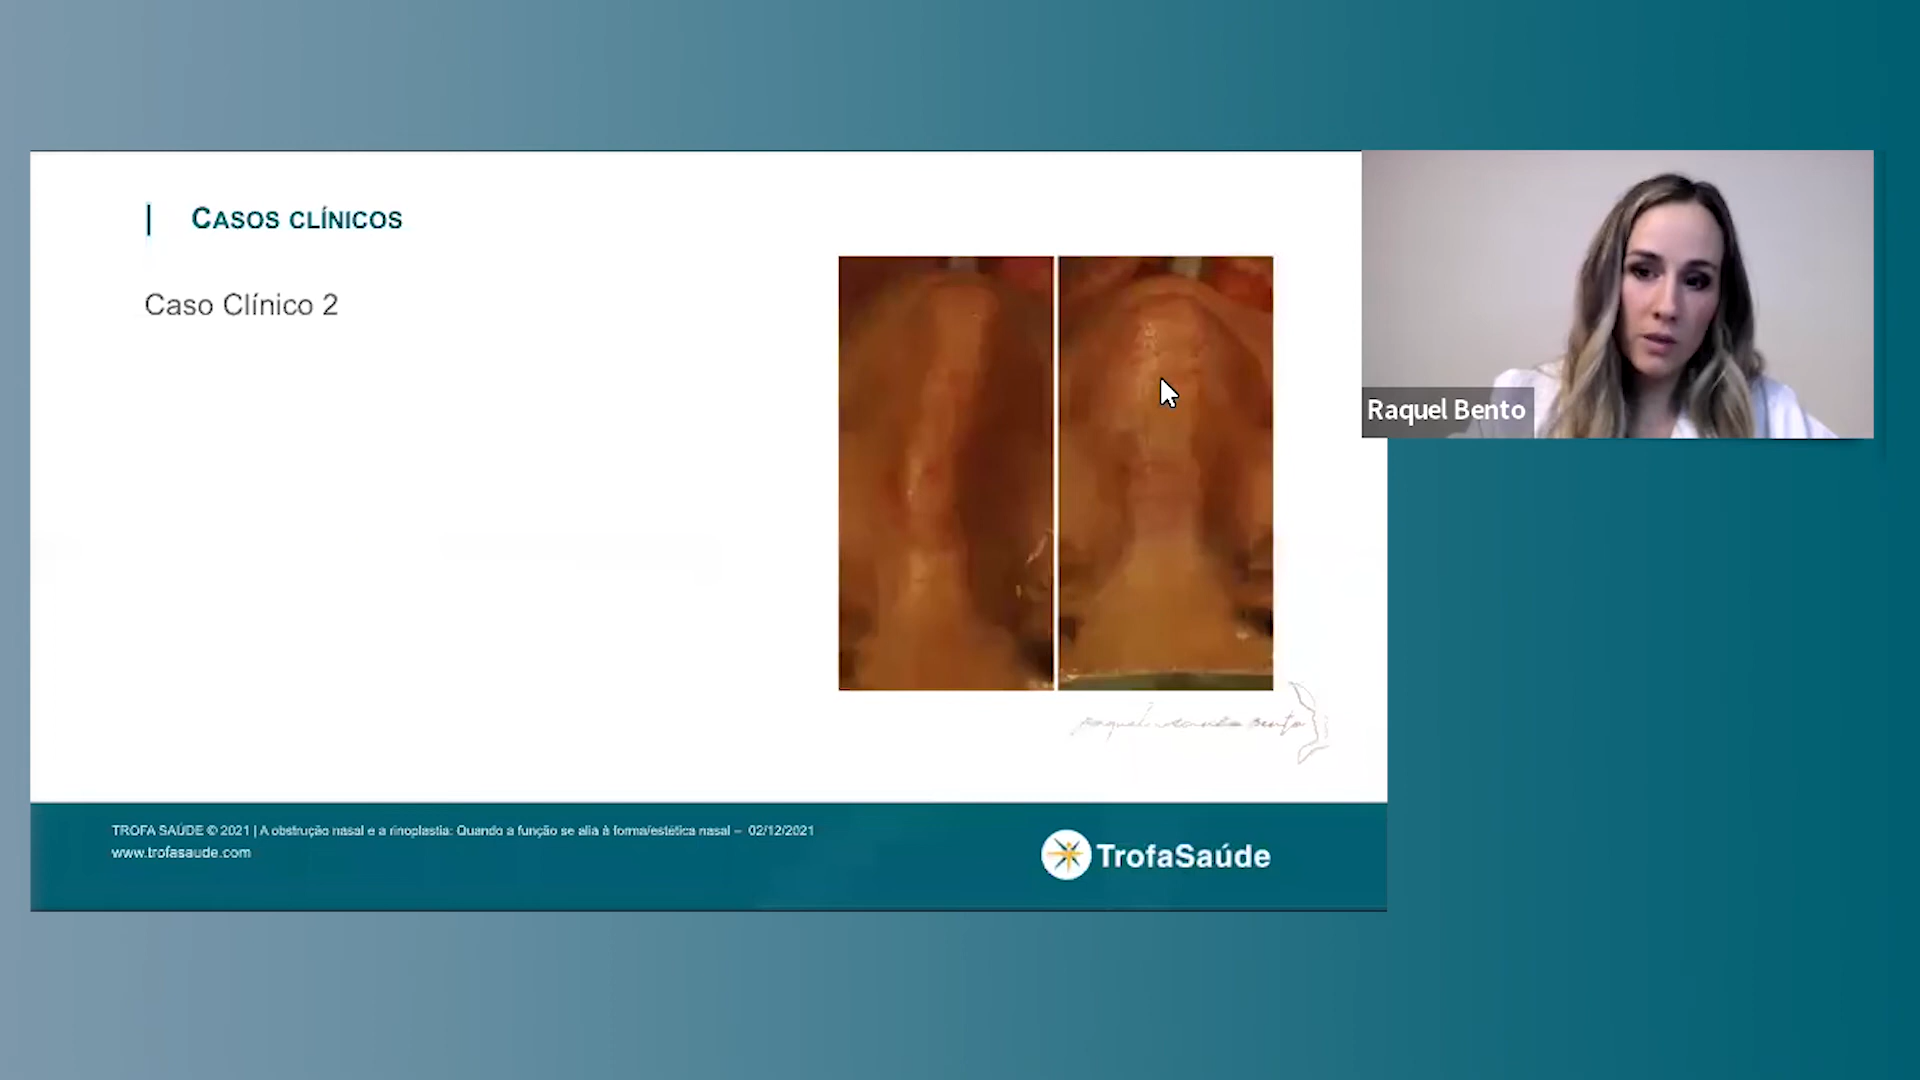 CASOS CLÍNICOS
Caso Clínico 2
Raquel Bento
TROFA SAÚDE © 2021 | A obstrução nasal e a rinoplastia: Quando a função se alia à forma/estética nasal – 02/12/2021
www.trofasaude.com
TrofaSaúde